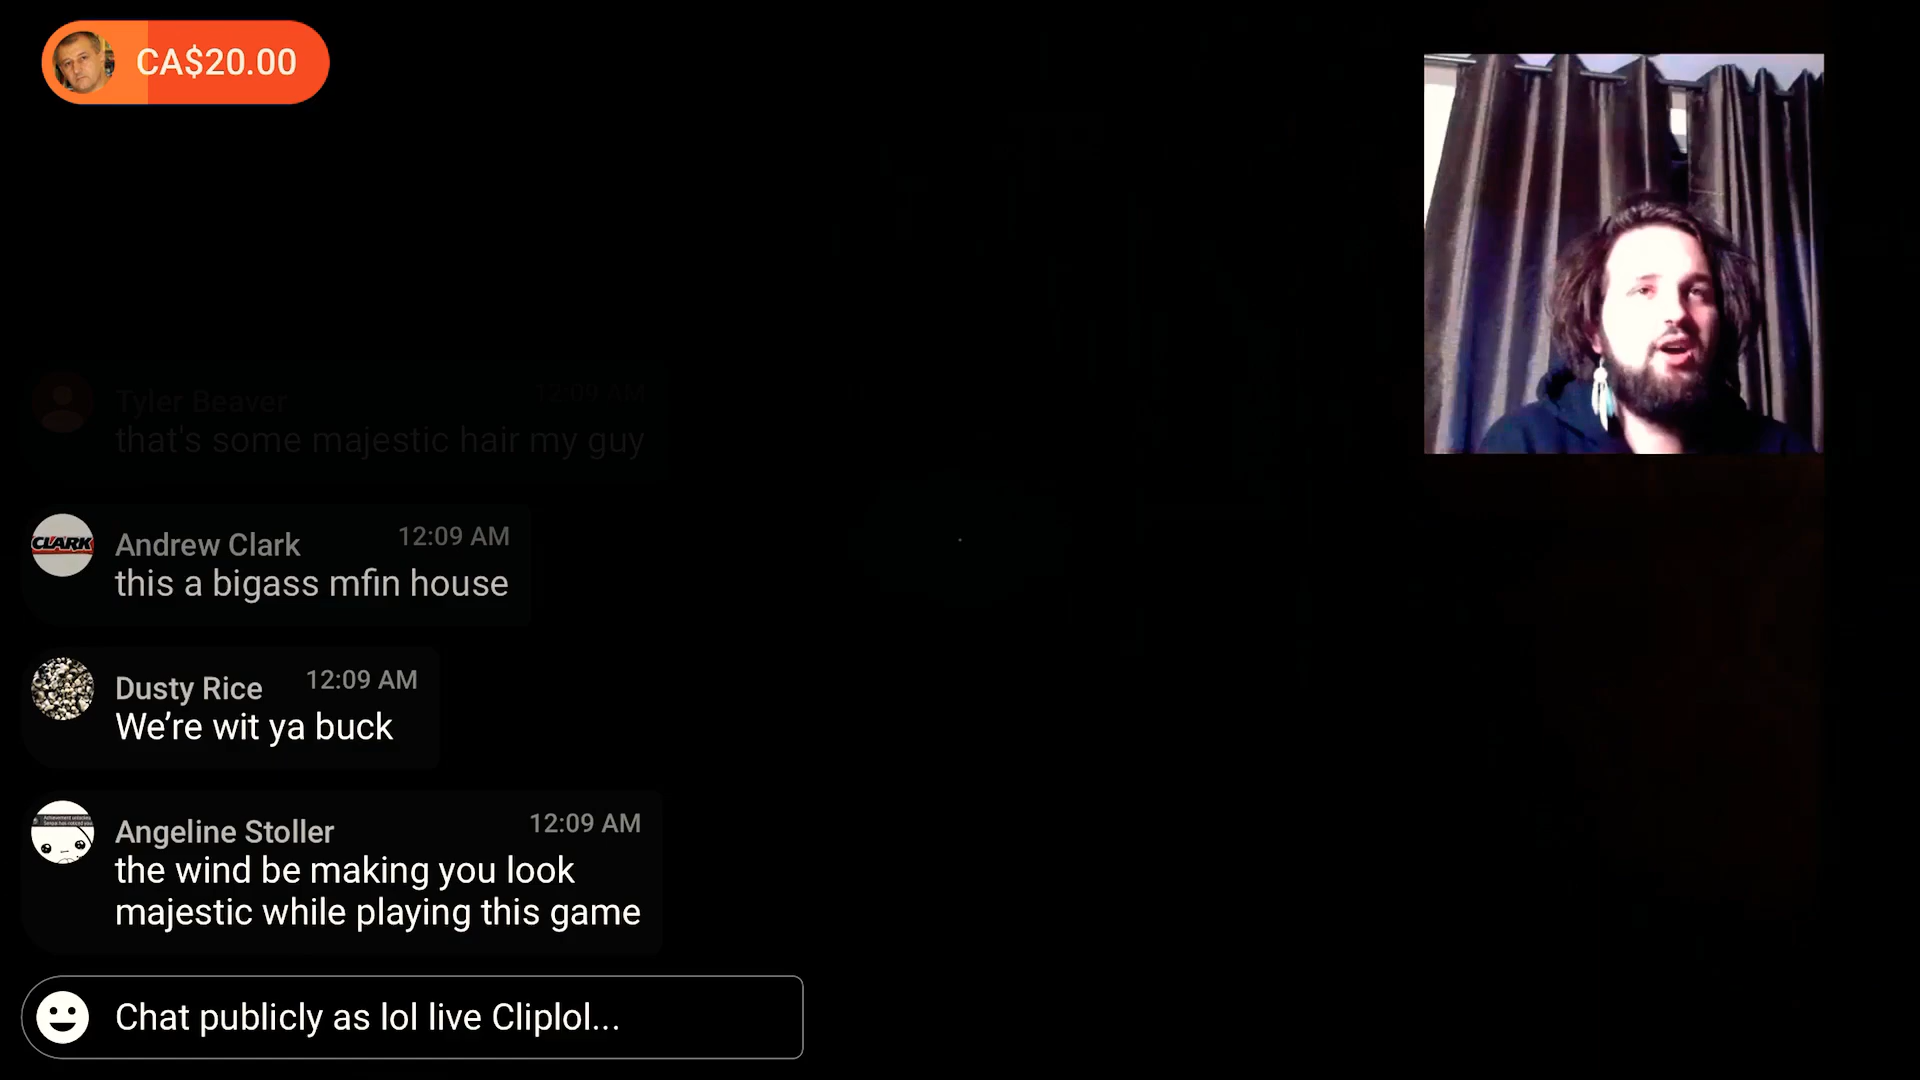 CA$20.00
Tyler Beaver 12:09 AM
that's some majestic hair my guy
CLARK
Andrew Clark 12:09 AM
this a bigass mfin house
Dusty Rice 12:09 AM
We're wit ya buck
Angeline Stoller 12:09 AM
the wind be making you look
majestic while playing this game
Chat publicly as lol live Cliplol...